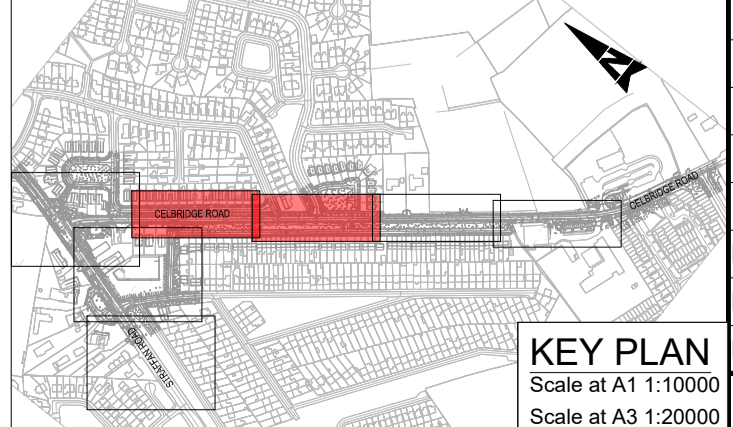 N
CELBRIDGE ROAD
CELBRIDGE ROAD
STRAFFAN ROAD
KEY PLAN
Scale at A1 1:10000
Scale at A3 1:20000